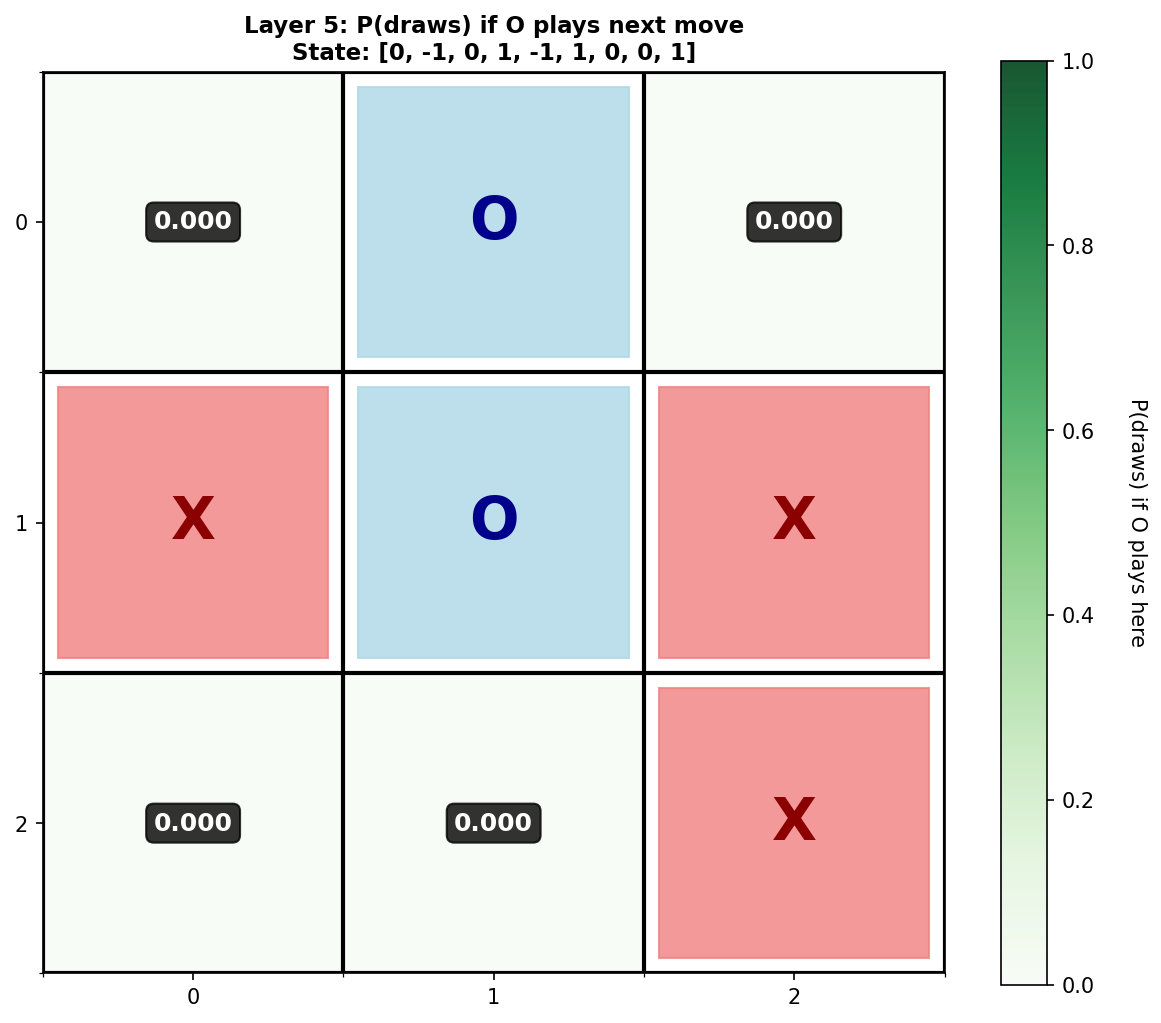 Layer 5: P(draws) if O plays next move
State: [0, -1, 0, 1, -1, 1, 0, 0, 1]
0
0.000
O
0.000
1
X
O
X
2
0.000
0.000
X
0
1
2
1.0
0.8
0.6
0.4
0.2
0.0
P(draws) if O plays here